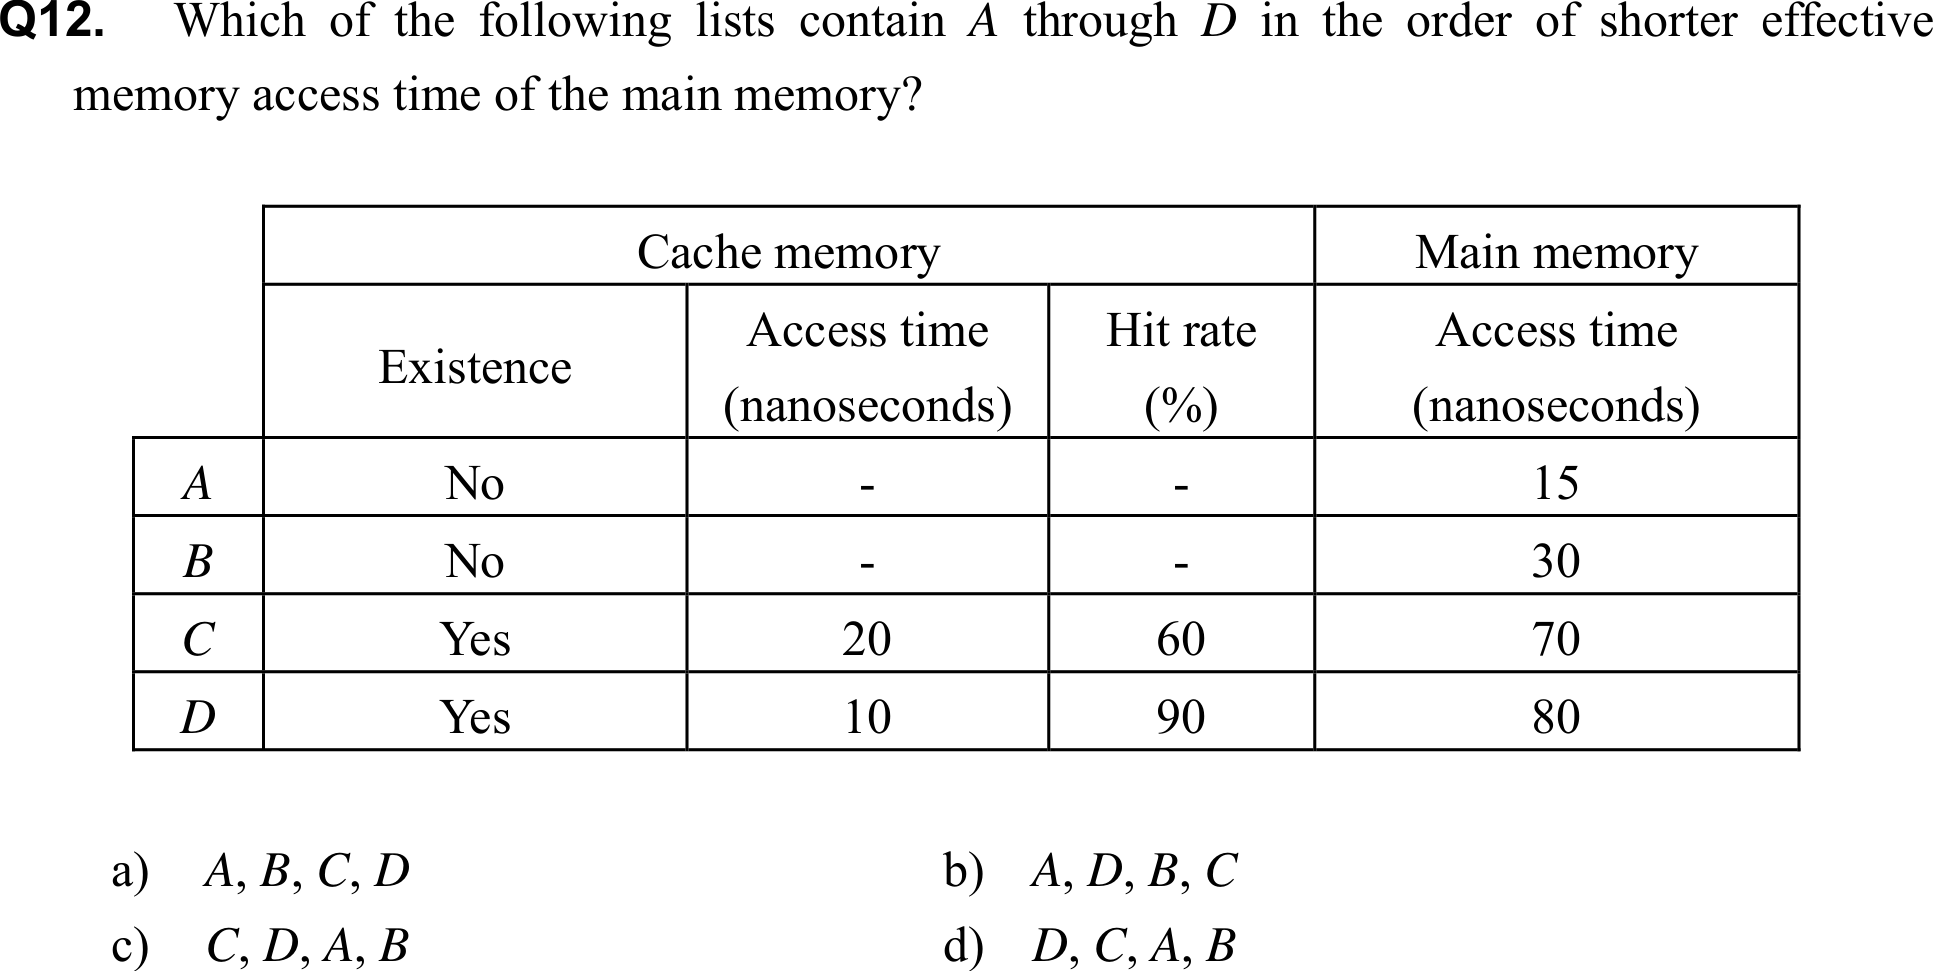 Q12. Which of the following lists contain A through D in the order of shorter effective
memory access time of the main memory?
Cache memory Main memory
Existence Access time (nanoseconds) Hit rate (%) Access time (nanoseconds)
A No - - 15
B No - - 30
C Yes 20 60 70
D Yes 10 90 80
a) A, B, C, D b) A, D, B, C
c) C, D, A, B d) D, C, A, B